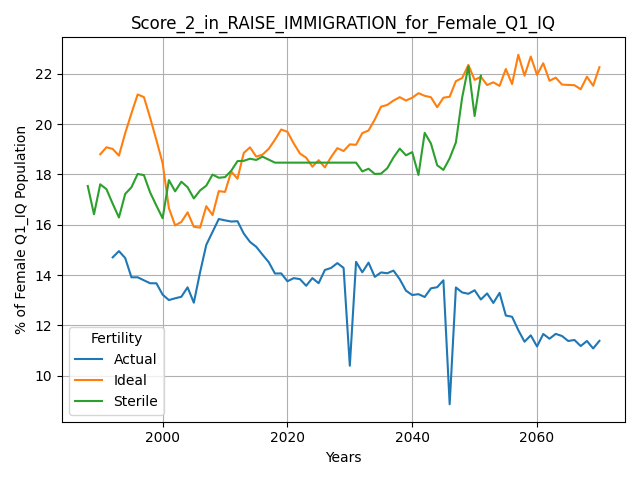 Score_2_in_RAISE_IMMIGRATION_for_Female_Q1_IQ
% of Female Q1_IQ Population
22
20
18
16
14
12
10
Fertility
Actual
Ideal
Sterile
2000
2020
2040
2060
Years